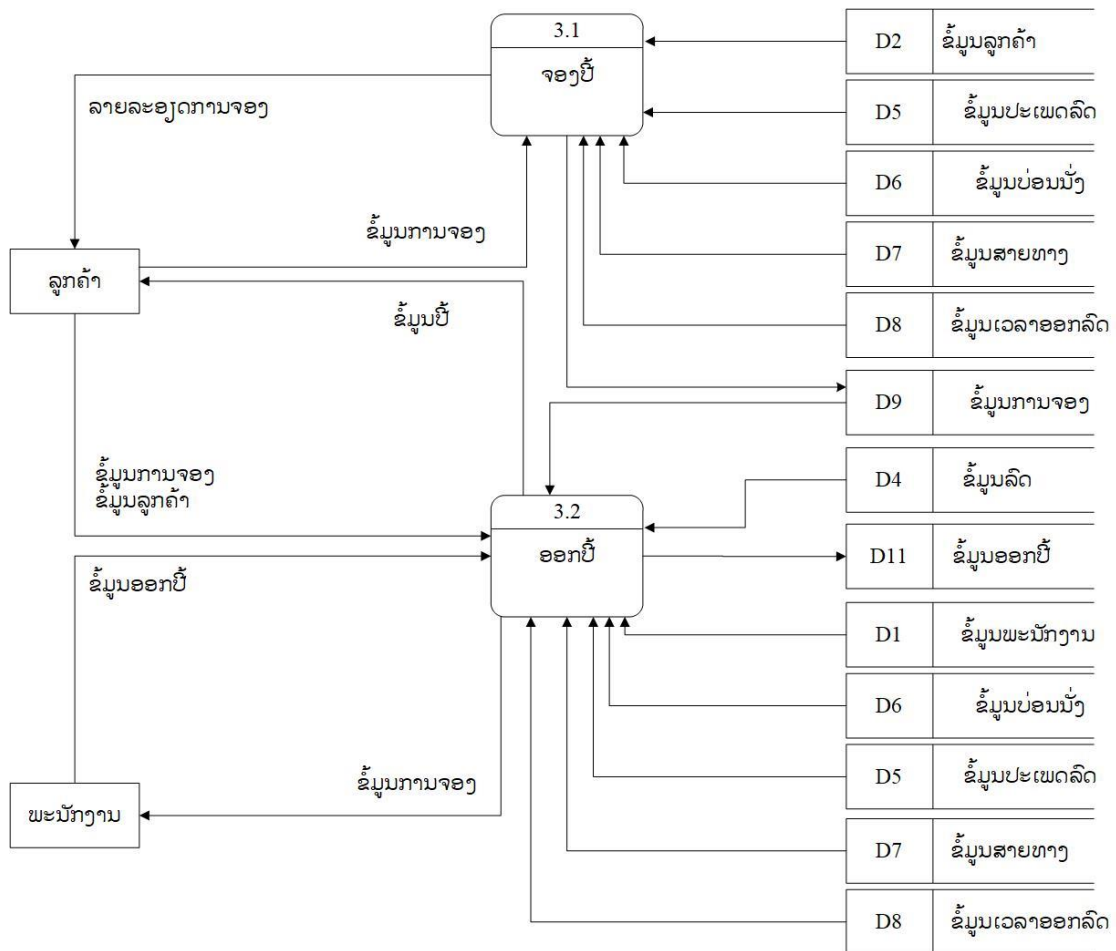 3.1
ຈອງປີ້
D2 ຂໍ້ມູນລູກຄ້າ
ລາຍລະອຽດການຈອງ
D5 ຂໍ້ມູນປະເພດລົດ
D6 ຂໍ້ມູນບ່ອນນັ່ງ
ຂໍ້ມູນການຈອງ
D7 ຂໍ້ມູນສາຍທາງ
ລູກຄ້າ
ຂໍ້ມູນປີ້
D8 ຂໍ້ມູນເວລາອອກລົດ
D9 ຂໍ້ມູນການຈອງ
ຂໍ້ມູນການຈອງ
ຂໍ້ມູນລູກຄ້າ
D4 ຂໍ້ມູນລົດ
3.2
ອອກປີ້
D11 ຂໍ້ມູນອອກປີ້
ຂໍ້ມູນອອກປີ້
D1 ຂໍ້ມູນພະນັກງານ
D6 ຂໍ້ມູນບ່ອນນັ່ງ
D5 ຂໍ້ມູນປະເພດລົດ
ຂໍ້ມູນການຈອງ
ພະນັກງານ
D7 ຂໍ້ມູນສາຍທາງ
D8 ຂໍ້ມູນເວລາອອກລົດ